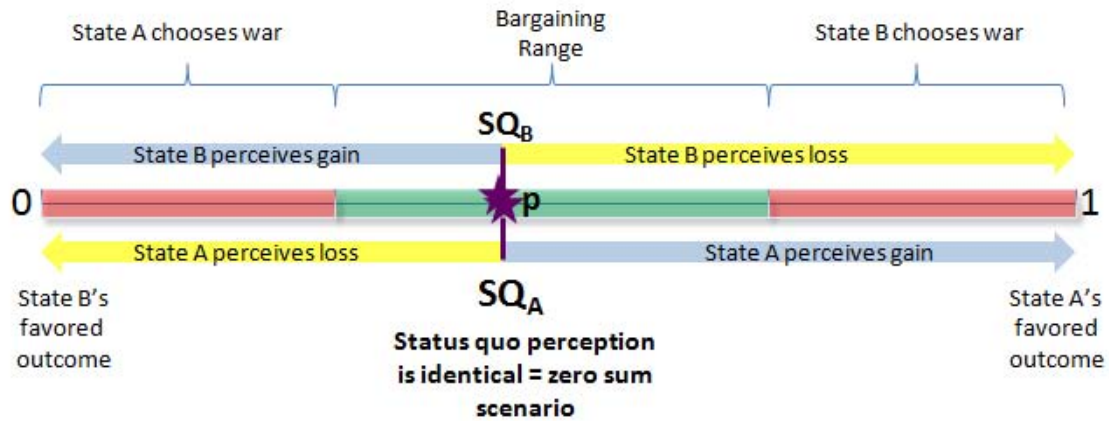 State A chooses war
Bargaining
Range
State B chooses war
SQB
State B perceives gain
State B perceives loss
0
p
1
State A perceives loss
State A perceives gain
SQA
State B's
favored
outcome
State A's
favored
outcome
Status quo perception
is identical = zero sum
scenario